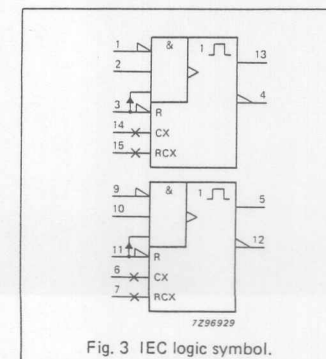 1 & 1 13
2
4
3 R
14 CX
15 RCX
9 & 1 5
10
12
11 R
6 CX
7 RCX
7Z96929
Fig. 3 IEC logic symbol.